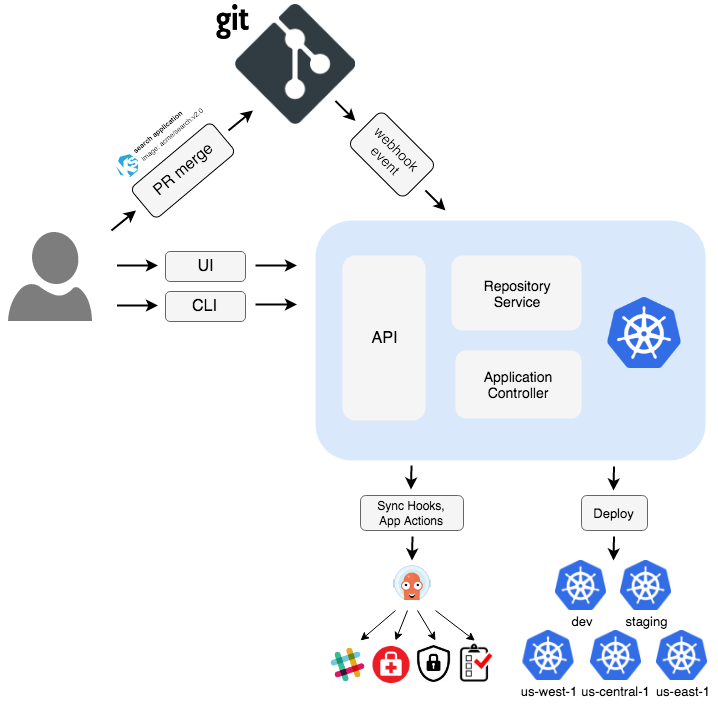 git
search application
image: acme/search:v2.0
KS
PR merge
webhook
event
UI
CLI
API
Repository
Service
Application
Controller
Sync Hooks,
App Actions
Deploy
dev
staging
us-west-1
us-central-1
us-east-1